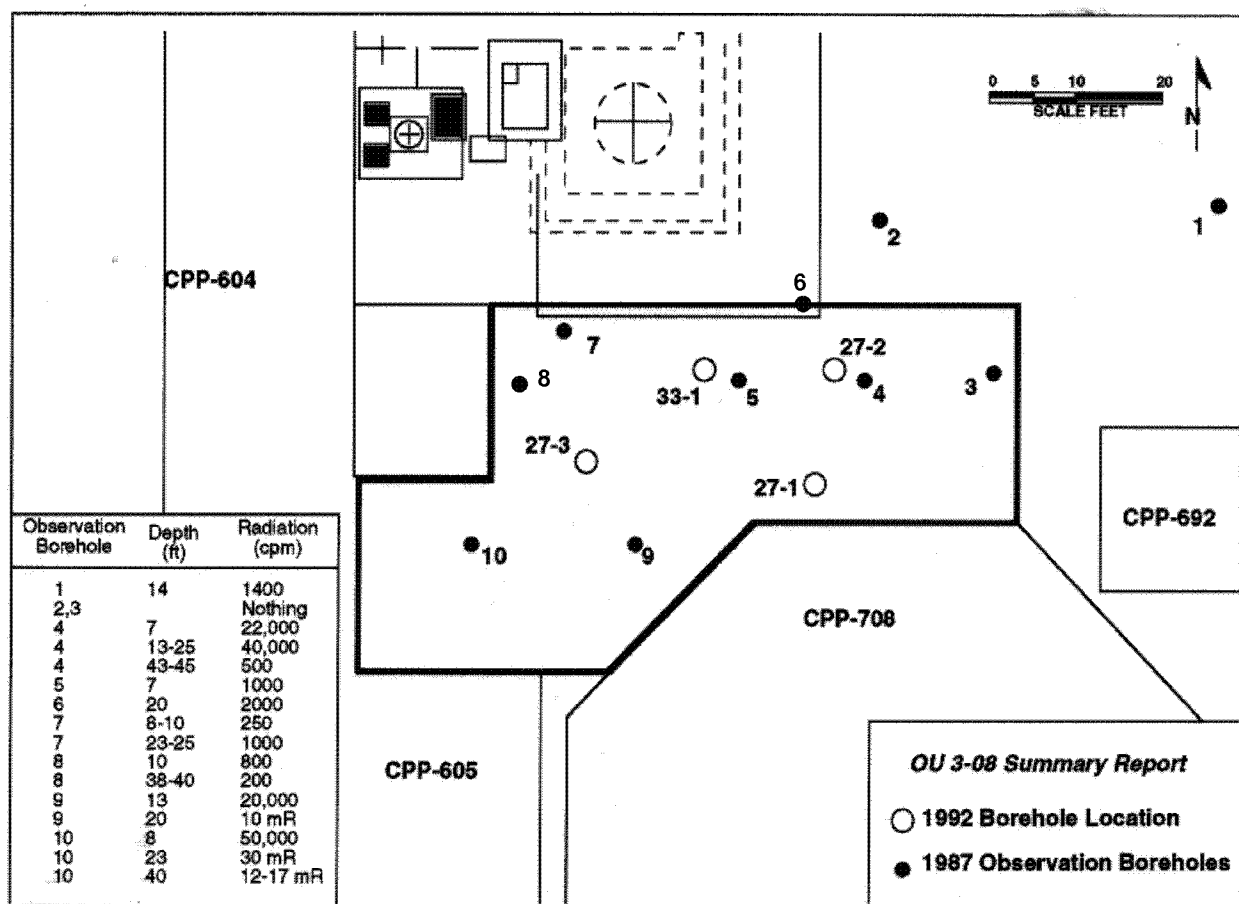 0 5 10 20
SCALE FEET
N
1
2
CPP-604
6
7
27-2
8
33-1
5
4
3
27-3
27-1
CPP-692
10
9
CPP-708
CPP-605
Observation Borehole Depth (ft) Radiation (cpm)
1 14 1400
2,3 Nothing
4 7 22,000
4 13-25 40,000
4 43-45 500
5 7 1000
6 20 2000
7 8-10 250
7 23-25 1000
8 10 800
8 38-40 200
9 13 20,000
9 20 10 mR
10 8 50,000
10 23 30 mR
10 40 12-17 mR
OU 3-08 Summary Report
1992 Borehole Location
1987 Observation Boreholes